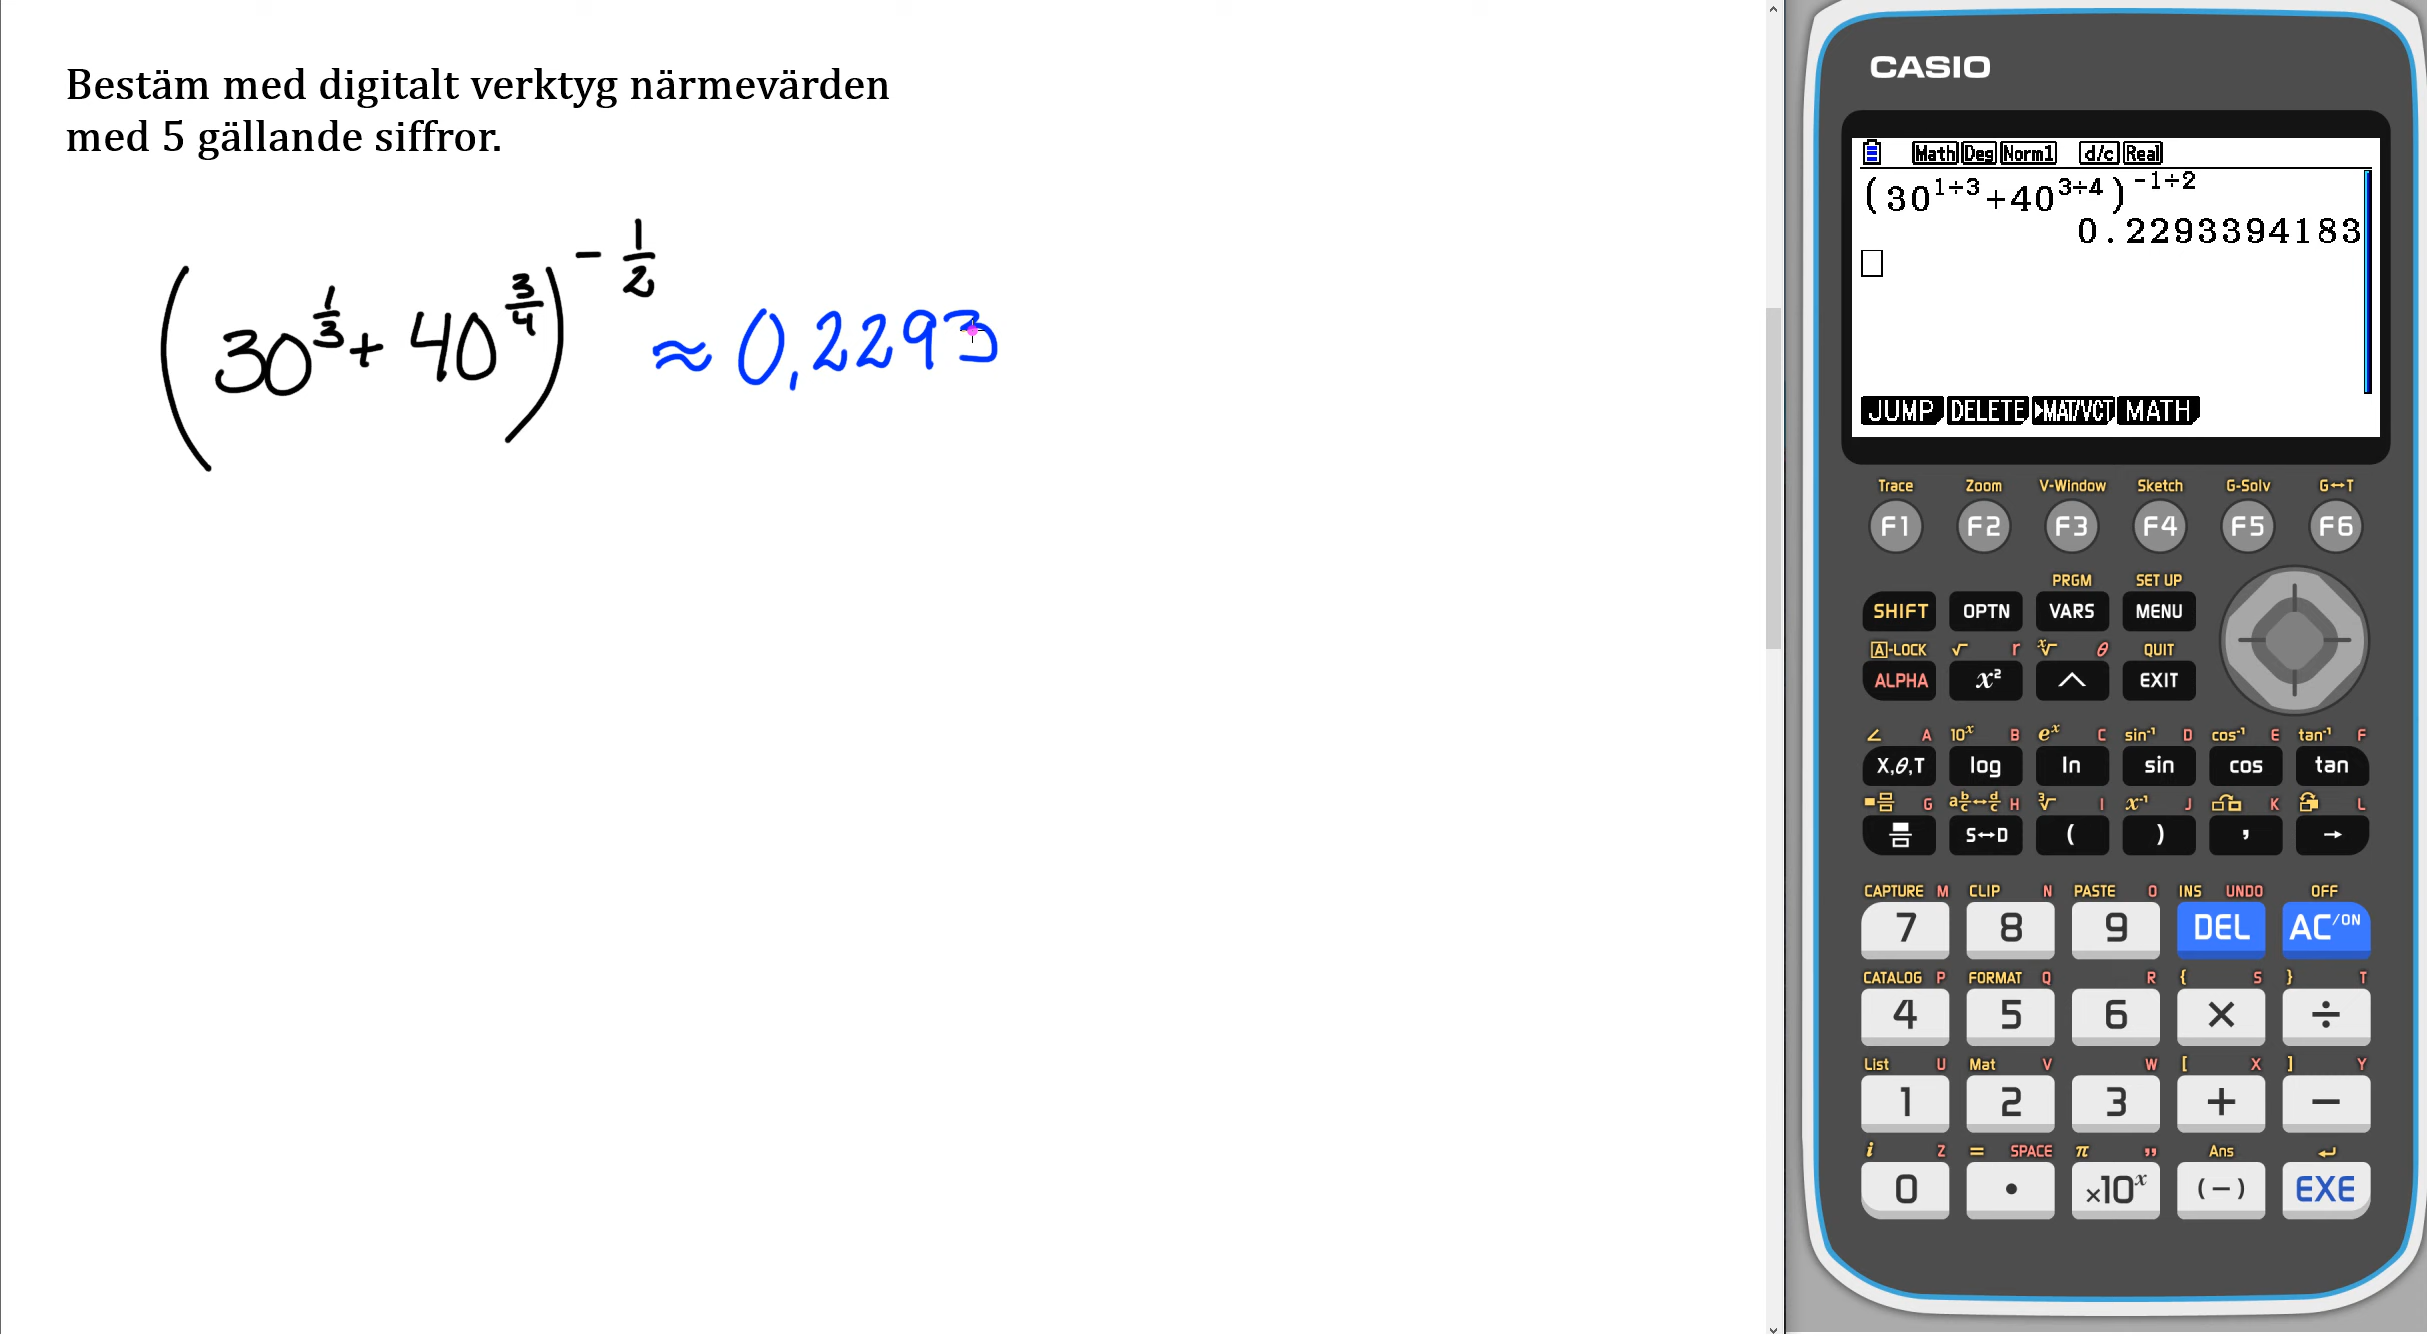 Bestäm med digitalt verktyg närmevärden
med 5 gällande siffror.
(30^(1/3) + 40^(3/4))^(-1/2) ≈ 0,2293
CASIO
Math Deg Norm1 d/c Real
(30^1÷3+40^3÷4)^-1÷2
0.2293394183
JUMP DELETE ▶MAT/VCT MATH
Trace Zoom V-Window Sketch G-Solv G↔T
F1 F2 F3 F4 F5 F6
PRGM SET UP
SHIFT OPTN VARS MENU
A-LOCK √ r ˣ√ θ QUIT
ALPHA x² ^ EXIT
∠ A 10ˣ B eˣ C sin⁻¹ D cos⁻¹ E tan⁻¹ F
X,θ,T log ln sin cos tan
G a b/c↔d/c H ³√ I x⁻¹ J K L
S↔D ( ) , →
CAPTURE M CLIP N PASTE O INS UNDO OFF
7 8 9 DEL AC/ON
CATALOG P FORMAT Q R { S } T
4 5 6 × ÷
List U Mat V W [ X ] Y
1 2 3 + −
i Z = SPACE π " Ans ↵
0 • ×10ˣ (−) EXE